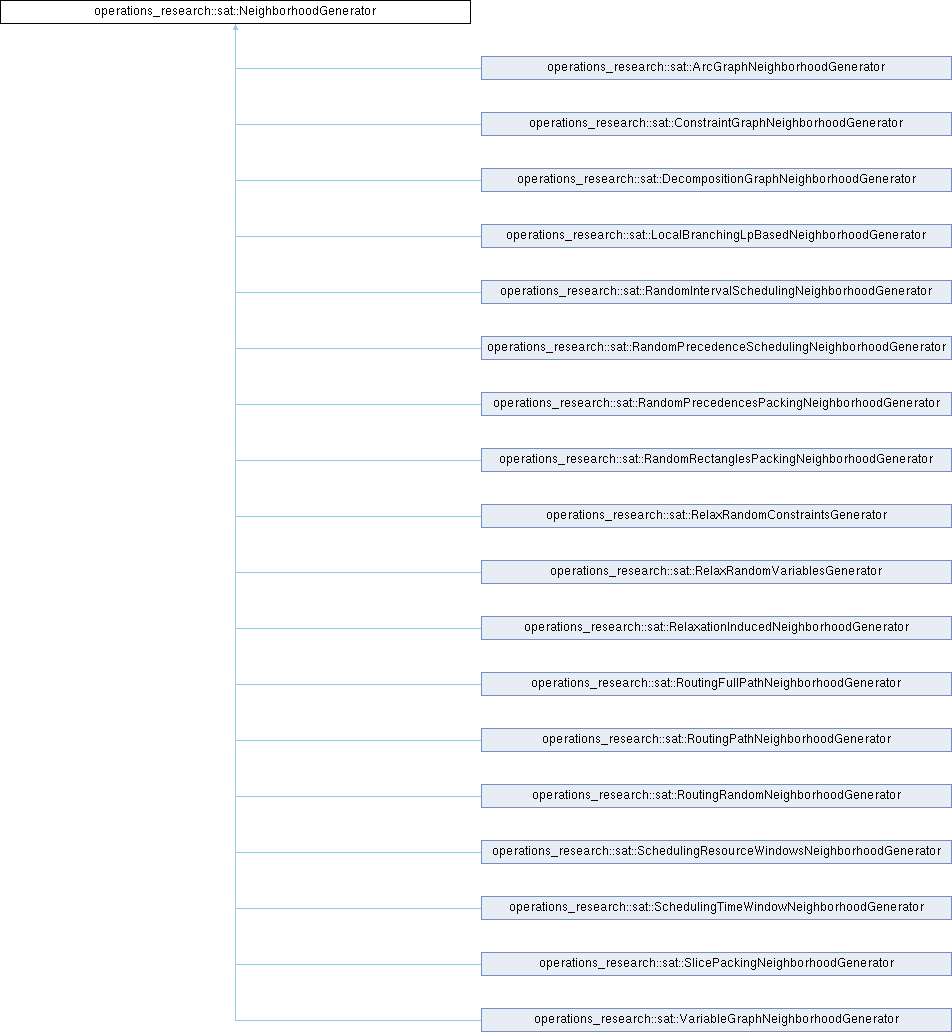 operations_research::sat::NeighborhoodGenerator
operations_research::sat::ArcGraphNeighborhoodGenerator
operations_research::sat::ConstraintGraphNeighborhoodGenerator
operations_research::sat::DecompositionGraphNeighborhoodGenerator
operations_research::sat::LocalBranchingLpBasedNeighborhoodGenerator
operations_research::sat::RandomIntervalSchedulingNeighborhoodGenerator
operations_research::sat::RandomPrecedenceSchedulingNeighborhoodGenerator
operations_research::sat::RandomPrecedencesPackingNeighborhoodGenerator
operations_research::sat::RandomRectanglesPackingNeighborhoodGenerator
operations_research::sat::RelaxRandomConstraintsGenerator
operations_research::sat::RelaxRandomVariablesGenerator
operations_research::sat::RelaxationInducedNeighborhoodGenerator
operations_research::sat::RoutingFullPathNeighborhoodGenerator
operations_research::sat::RoutingPathNeighborhoodGenerator
operations_research::sat::RoutingRandomNeighborhoodGenerator
operations_research::sat::SchedulingResourceWindowsNeighborhoodGenerator
operations_research::sat::SchedulingTimeWindowNeighborhoodGenerator
operations_research::sat::SlicePackingNeighborhoodGenerator
operations_research::sat::VariableGraphNeighborhoodGenerator